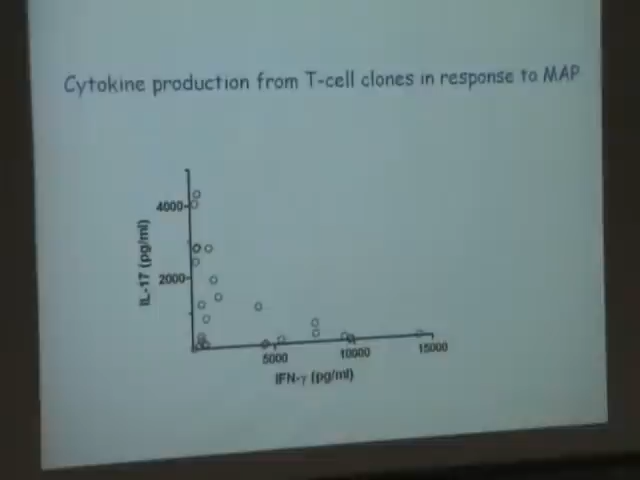 Cytokine production from T-cell clones in response to MAP
4000
2000
IL-17 (pg/ml)
5000
10000
15000
IFN-γ (pg/ml)